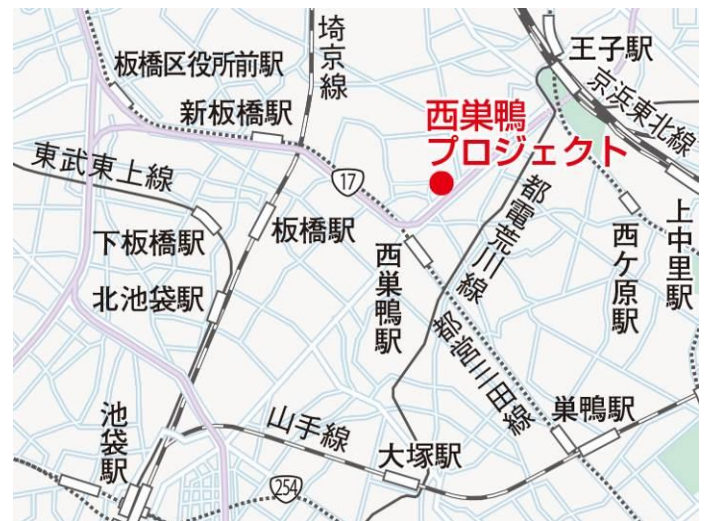 埼京線
王子駅
板橋区役所前駅
京浜東北線
新板橋駅
西巣鴨
プロジェクト
東武東上線
17
都電荒川線
上中里駅
下板橋駅
板橋駅
西巣鴨駅
西ケ原駅
北池袋駅
都営三田線
池袋駅
山手線
大塚駅
巣鴨駅
254